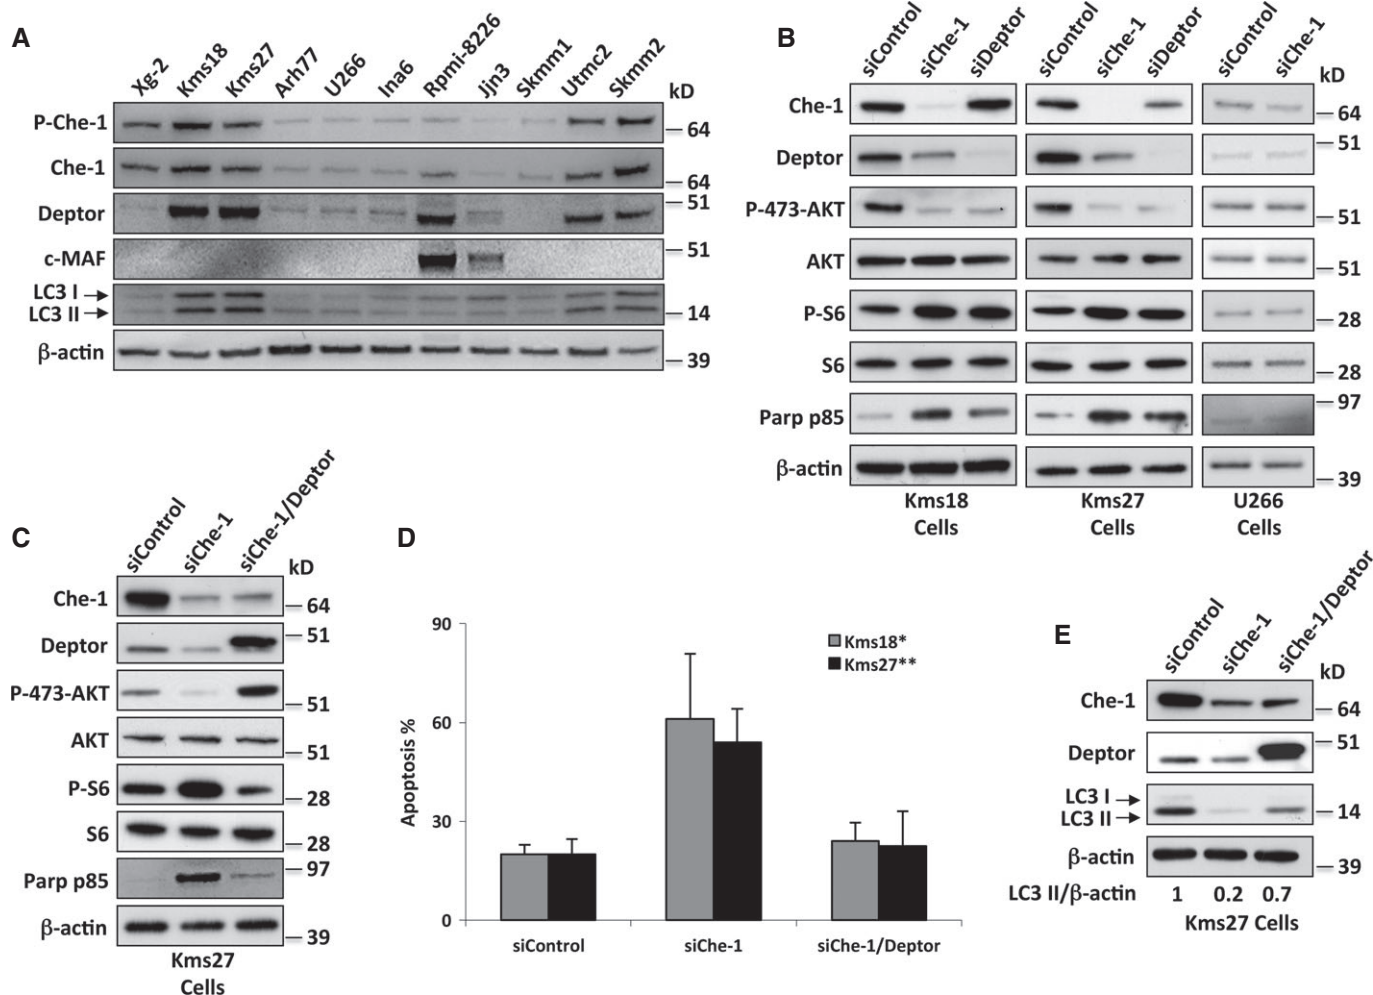 A
Xg-2 Kms18 Kms27 Arh77 U266 Ina6 Rpmi-8226 Jjn3 Skmm1 Utmc2 Skmm2
kD
P-Che-1
64
Che-1
64
Deptor
51
c-MAF
51
LC3 I
LC3 II
14
β-actin
39
B
siControl siChe-1 siDeptor siControl siChe-1 siDeptor siControl siChe-1
kD
Che-1
64
Deptor
51
P-473-AKT
51
AKT
51
P-S6
28
S6
28
Parp p85
97
β-actin
39
Kms18 Cells
Kms27 Cells
U266 Cells
C
siControl siChe-1 siChe-1/Deptor
kD
Che-1
64
Deptor
51
P-473-AKT
51
AKT
51
P-S6
28
S6
28
Parp p85
97
β-actin
39
Kms27
Cells
D
Apoptosis %
90
60
30
0
Kms18*
Kms27**
siControl siChe-1 siChe-1/Deptor
E
siControl siChe-1 siChe-1/Deptor
kD
Che-1
64
Deptor
51
LC3 I
LC3 II
14
β-actin
39
LC3 II/β-actin 1 0.2 0.7
Kms27 Cells